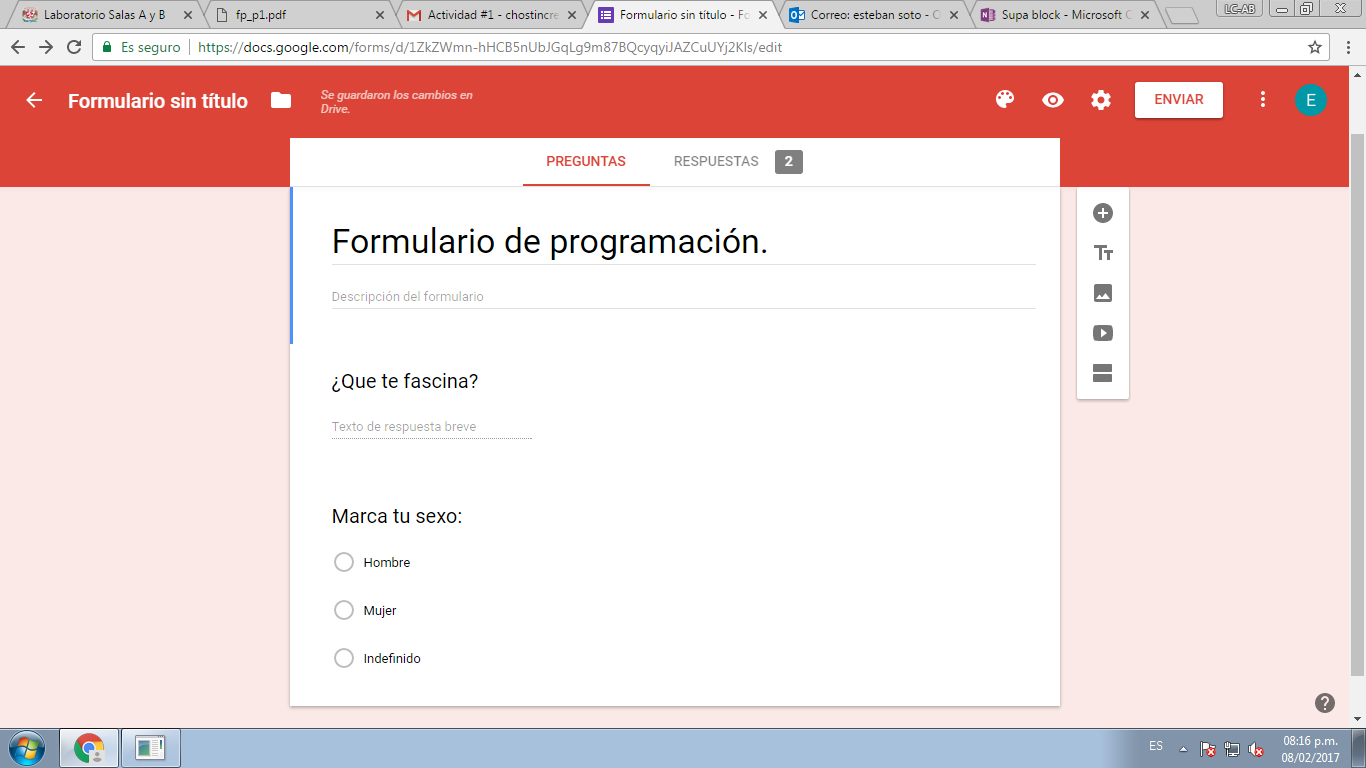 Laboratorio Salas A y B
fp_p1.pdf
Actividad #1 - chostincre
Formulario sin título - Fo
Correo: esteban soto - O
Supa block - Microsoft O
LC-AB
Es seguro
https://docs.google.com/forms/d/1ZkZWmn-hHCB5nUbJGqLg9m87BQcyqyiJAZCuUYj2KIs/edit
Formulario sin título
Se guardaron los cambios en
Drive.
ENVIAR
E
PREGUNTAS
RESPUESTAS
2
Formulario de programación.
Descripción del formulario
¿Que te fascina?
Texto de respuesta breve
Marca tu sexo:
Hombre
Mujer
Indefinido
ES
08:16 p.m.
08/02/2017